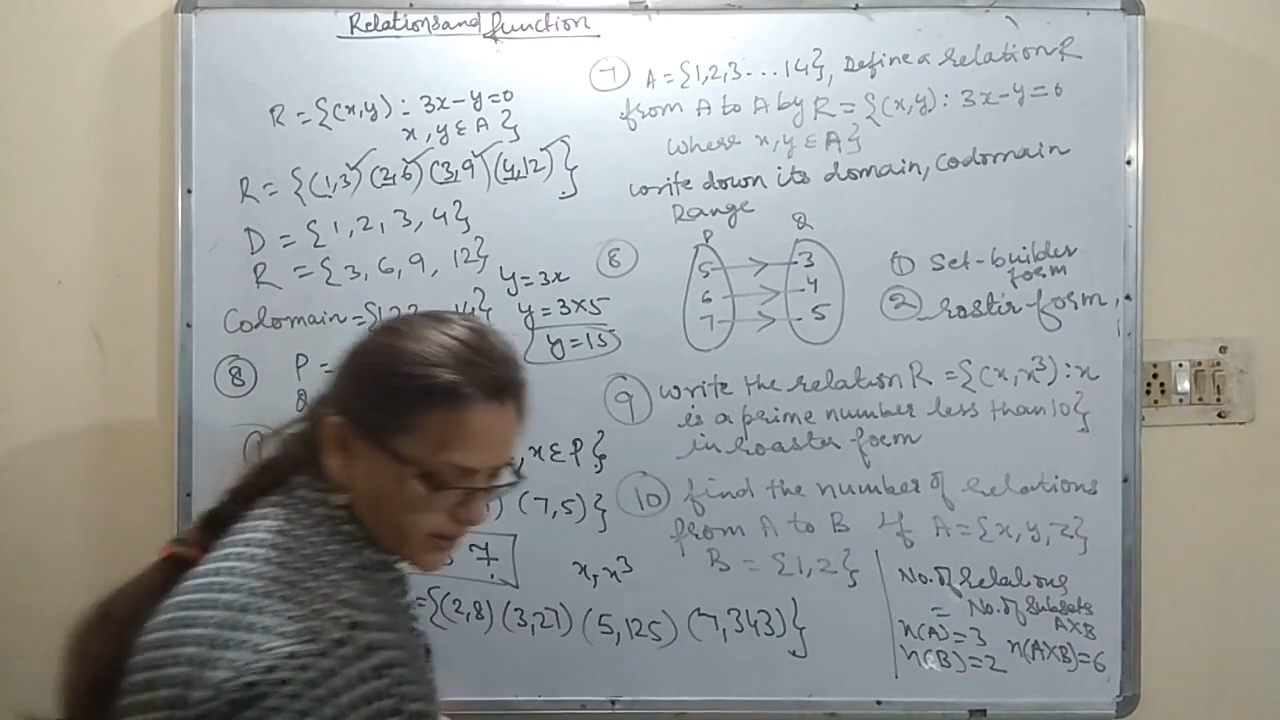 Relations and function
R = {(x,y) : 3x-y=0
x, y ε A }
R = {(1,3) (2,6) (3,9) (4,12)}
D = {1, 2, 3, 4}
R = {3, 6, 9, 12}
Codomain = {1,2,3 14}
y = 3x
y = 3×5
y = 15
⑧ P =
, x ε P }
(7,5) }
7
x, x³
= {(2,8) (3,27) (5,125) (7,343)}
⑦ A = {1,2,3 ... 14}, Define a relation R
from A to A by R = {(x,y) : 3x-y=0
where x,y ε A}
write down its domain, Codomain
Range
⑧ P Q
5 3
6 4
7 5
① Set-builder
form
② rostir form,
⑨ write the relation R = {(x, x³) : x
is a prime number less than 10}
in roaster form
⑩ find the number of relations
from A to B if A = {x, y, z}
B = {1,2}
No. of relations
= No. of Subsets
A×B
n(A) = 3
n(B) = 2 n(A×B) = 6